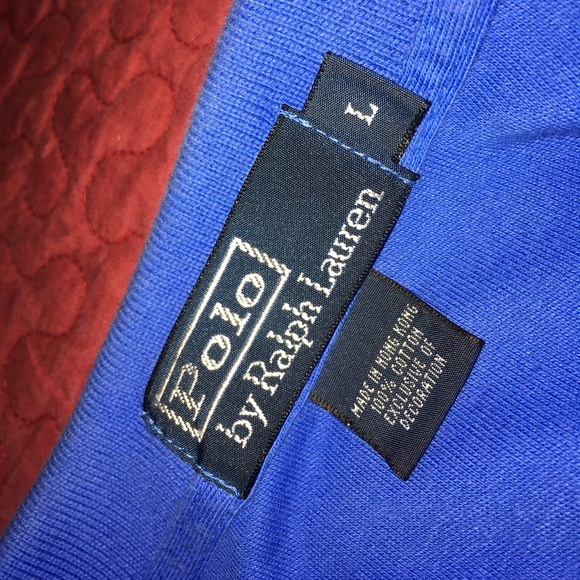 L
Polo
by Ralph Lauren
MADE IN HONG KONG
100% COTTON
EXCLUSIVE OF
DECORATION